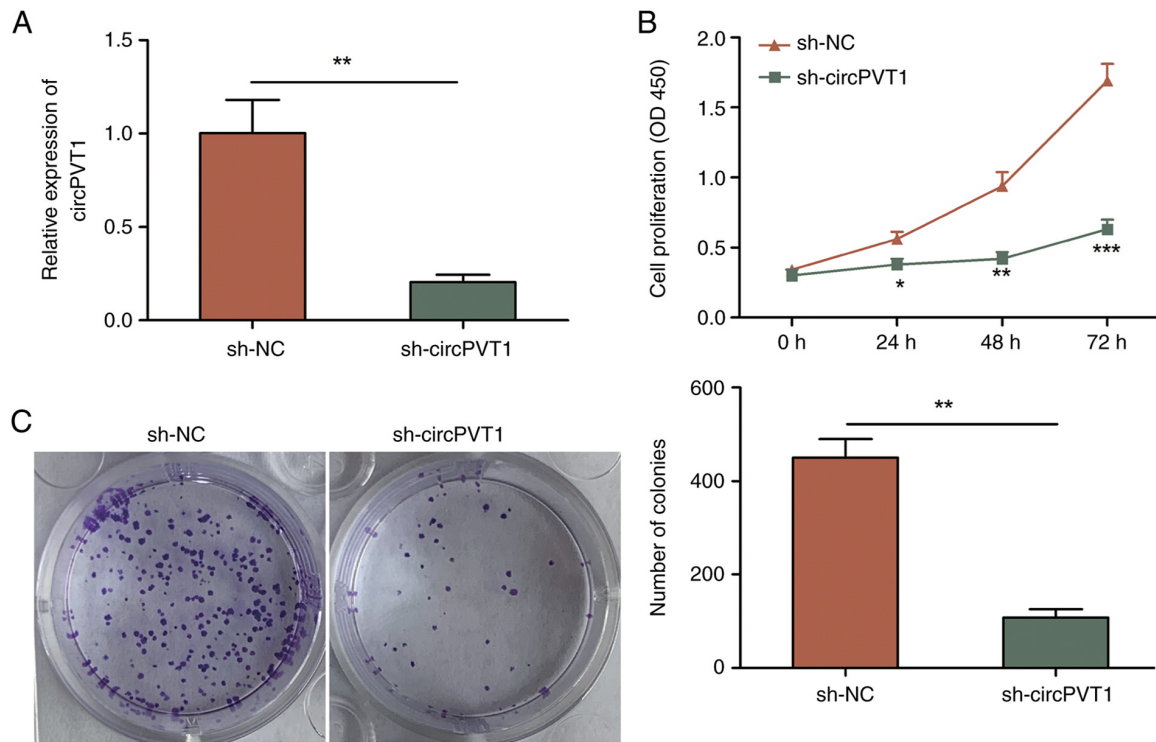 A
Relative expression of
circPVT1
1.5
1.0
0.5
0.0
**
sh-NC
sh-circPVT1
B
Cell proliferation (OD 450)
2.0
1.5
1.0
0.5
0.0
sh-NC
sh-circPVT1
*
**
***
0 h
24 h
48 h
72 h
C
sh-NC
sh-circPVT1
Number of colonies
600
400
200
0
**
sh-NC
sh-circPVT1